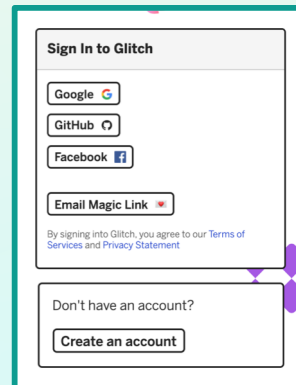 Sign In to Glitch
Google
GitHub
Facebook
Email Magic Link
By signing into Glitch, you agree to our Terms of
Services and Privacy Statement
Don't have an account?
Create an account